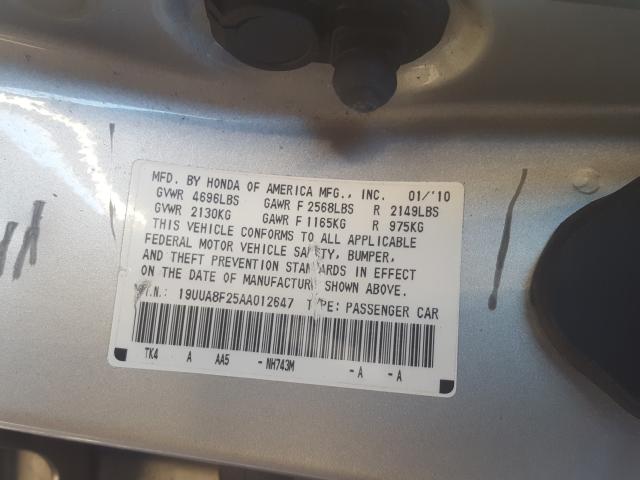 MFD. BY HONDA OF AMERICA MFG., INC. 01/'10
GVWR 4696LBS GAWR F 2568LBS R 2149LBS
GVWR 2130KG GAWR F 1165KG R 975KG
THIS VEHICLE CONFORMS TO ALL APPLICABLE
FEDERAL MOTOR VEHICLE SAFETY, BUMPER,
AND THEFT PREVENTION STANDARDS IN EFFECT
ON THE DATE OF MANUFACTURE SHOWN ABOVE.
V.I.N.: 19UUA8F25AA012647 TYPE: PASSENGER CAR
TK4 A AA5 -NH743M -A -A